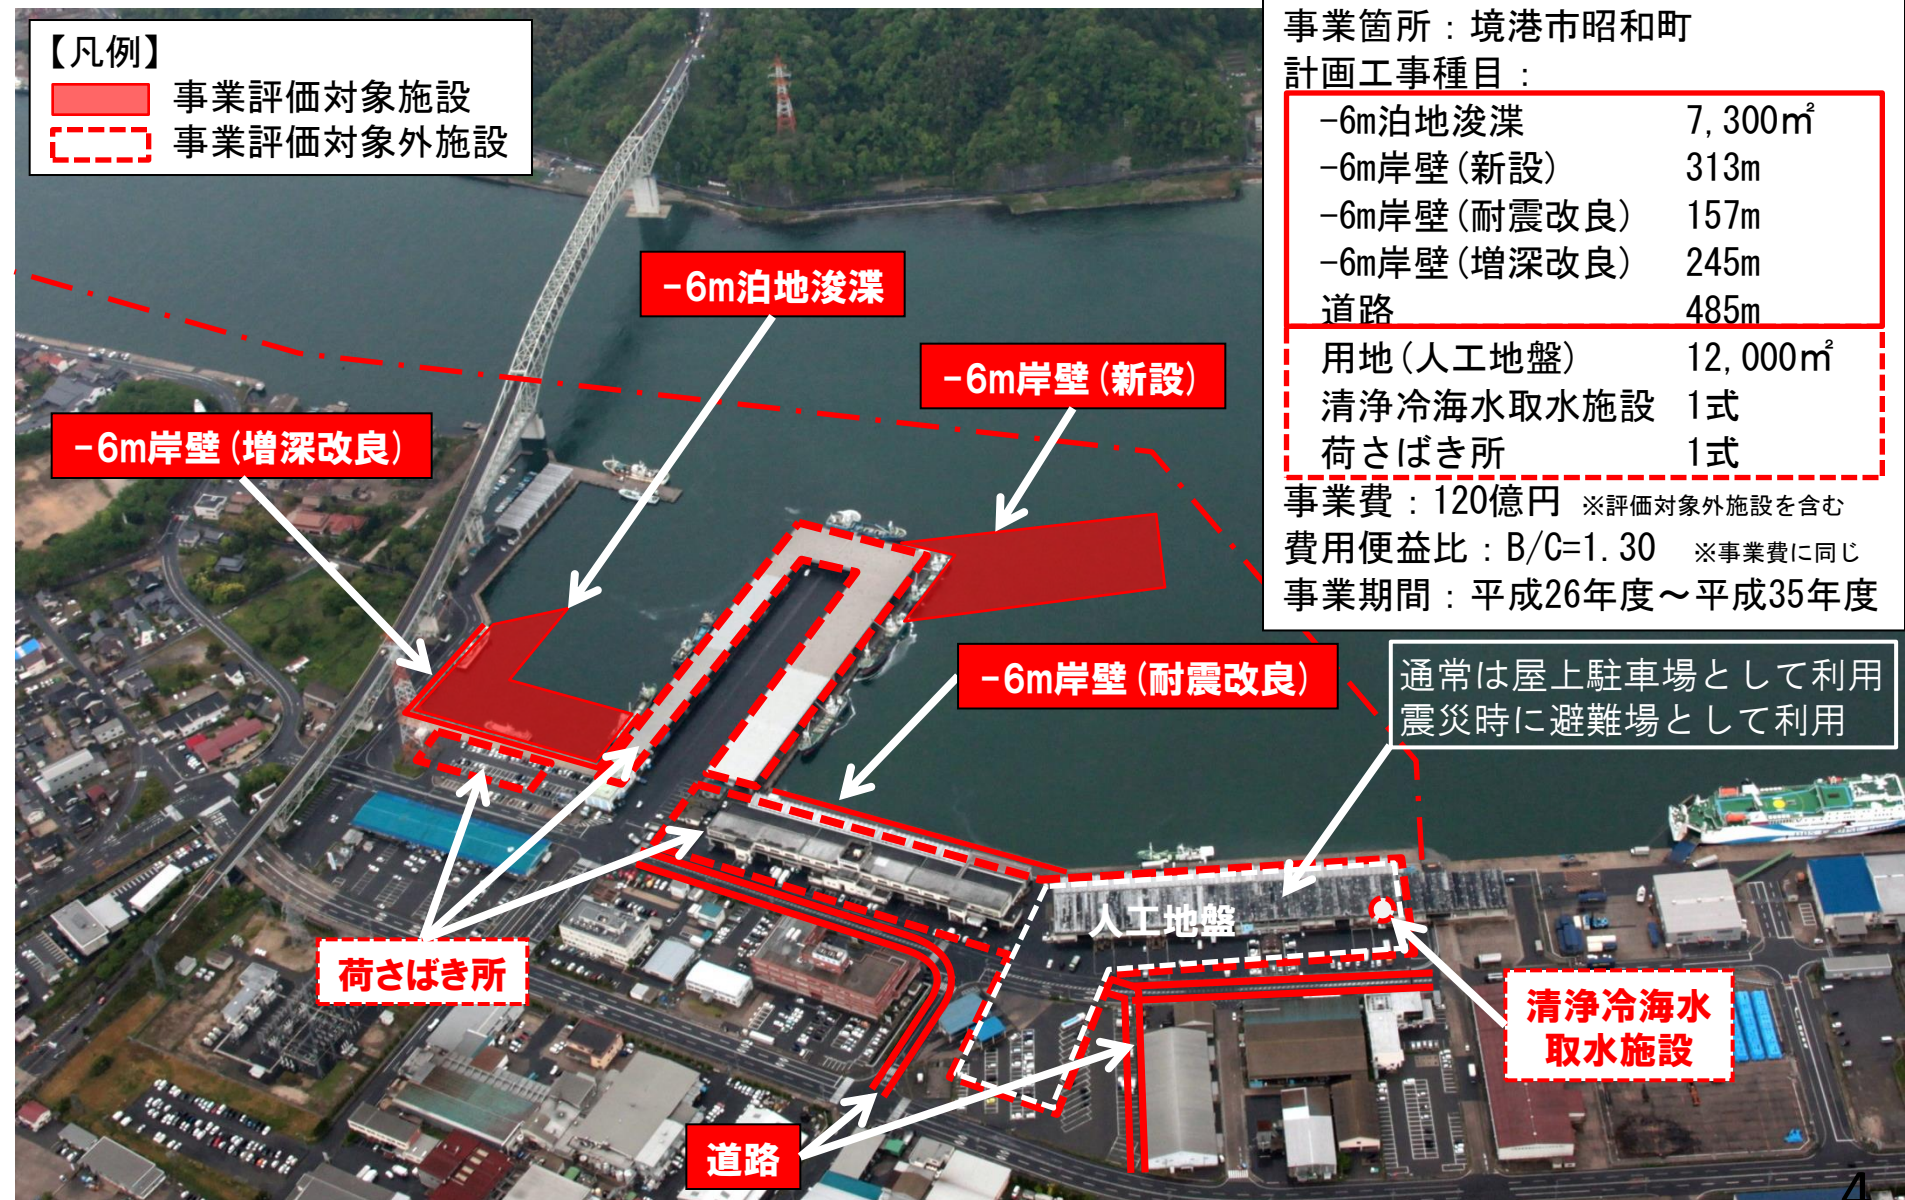 【凡例】
事業評価対象施設
事業評価対象外施設
事業箇所：境港市昭和町
計画工事種目：
-6m泊地浚渫 7,300㎡
-6m岸壁(新設) 313m
-6m岸壁(耐震改良) 157m
-6m岸壁(増深改良) 245m
道路 485m
用地(人工地盤) 12,000㎡
清浄冷海水取水施設 1式
荷さばき所 1式
事業費：120億円 ※評価対象外施設を含む
費用便益比：B/C=1.30 ※事業費に同じ
事業期間：平成26年度～平成35年度
-6m泊地浚渫
-6m岸壁(新設)
-6m岸壁(増深改良)
-6m岸壁(耐震改良)
通常は屋上駐車場として利用
震災時に避難場として利用
人工地盤
荷さばき所
清浄冷海水
取水施設
道路
4